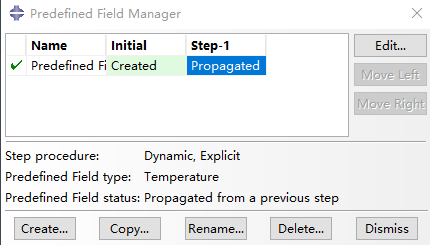 Predefined Field Manager
Name Initial Step-1 Edit...
Predefined Fi Created Propagated
Move Left
Move Right
Step procedure: Dynamic, Explicit
Predefined Field type: Temperature
Predefined Field status: Propagated from a previous step
Create... Copy... Rename... Delete... Dismiss